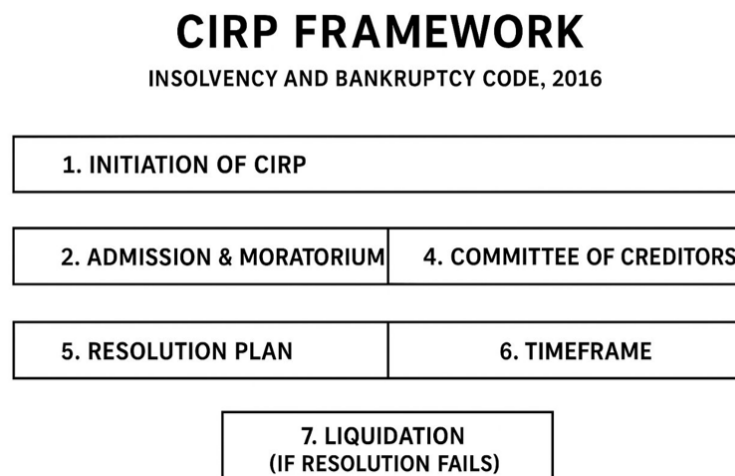 CIRP FRAMEWORK
INSOLVENCY AND BANKRUPTCY CODE, 2016
1. INITIATION OF CIRP
2. ADMISSION & MORATORIUM
4. COMMITTEE OF CREDITORS
5. RESOLUTION PLAN
6. TIMEFRAME
7. LIQUIDATION
(IF RESOLUTION FAILS)